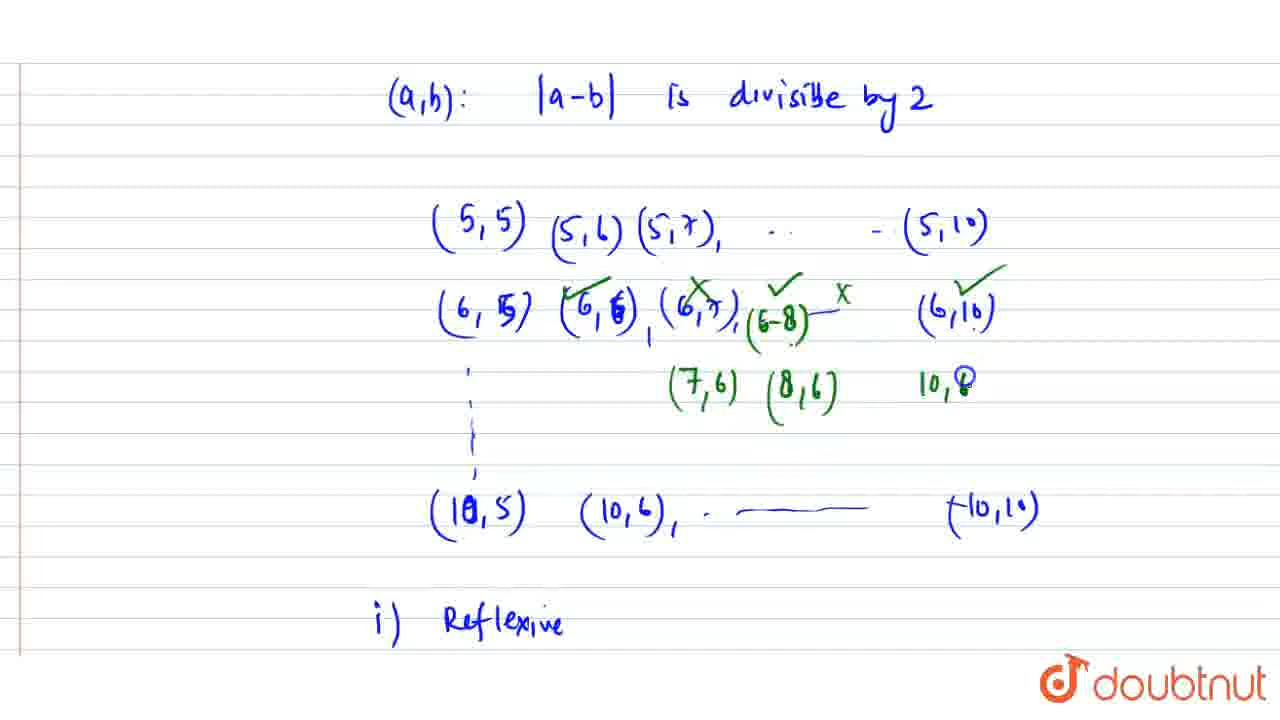 (a,b): |a-b| is divisible by 2
(5,5) (5,6) (5,7), .. - (5,10)
(6,5) (6,6), (6,7), (6-8) — (6,10)
(7,6) (8,6) 10,6
(10,5) (10,6), . — (10,10)
i) Reflexive
doubtnut